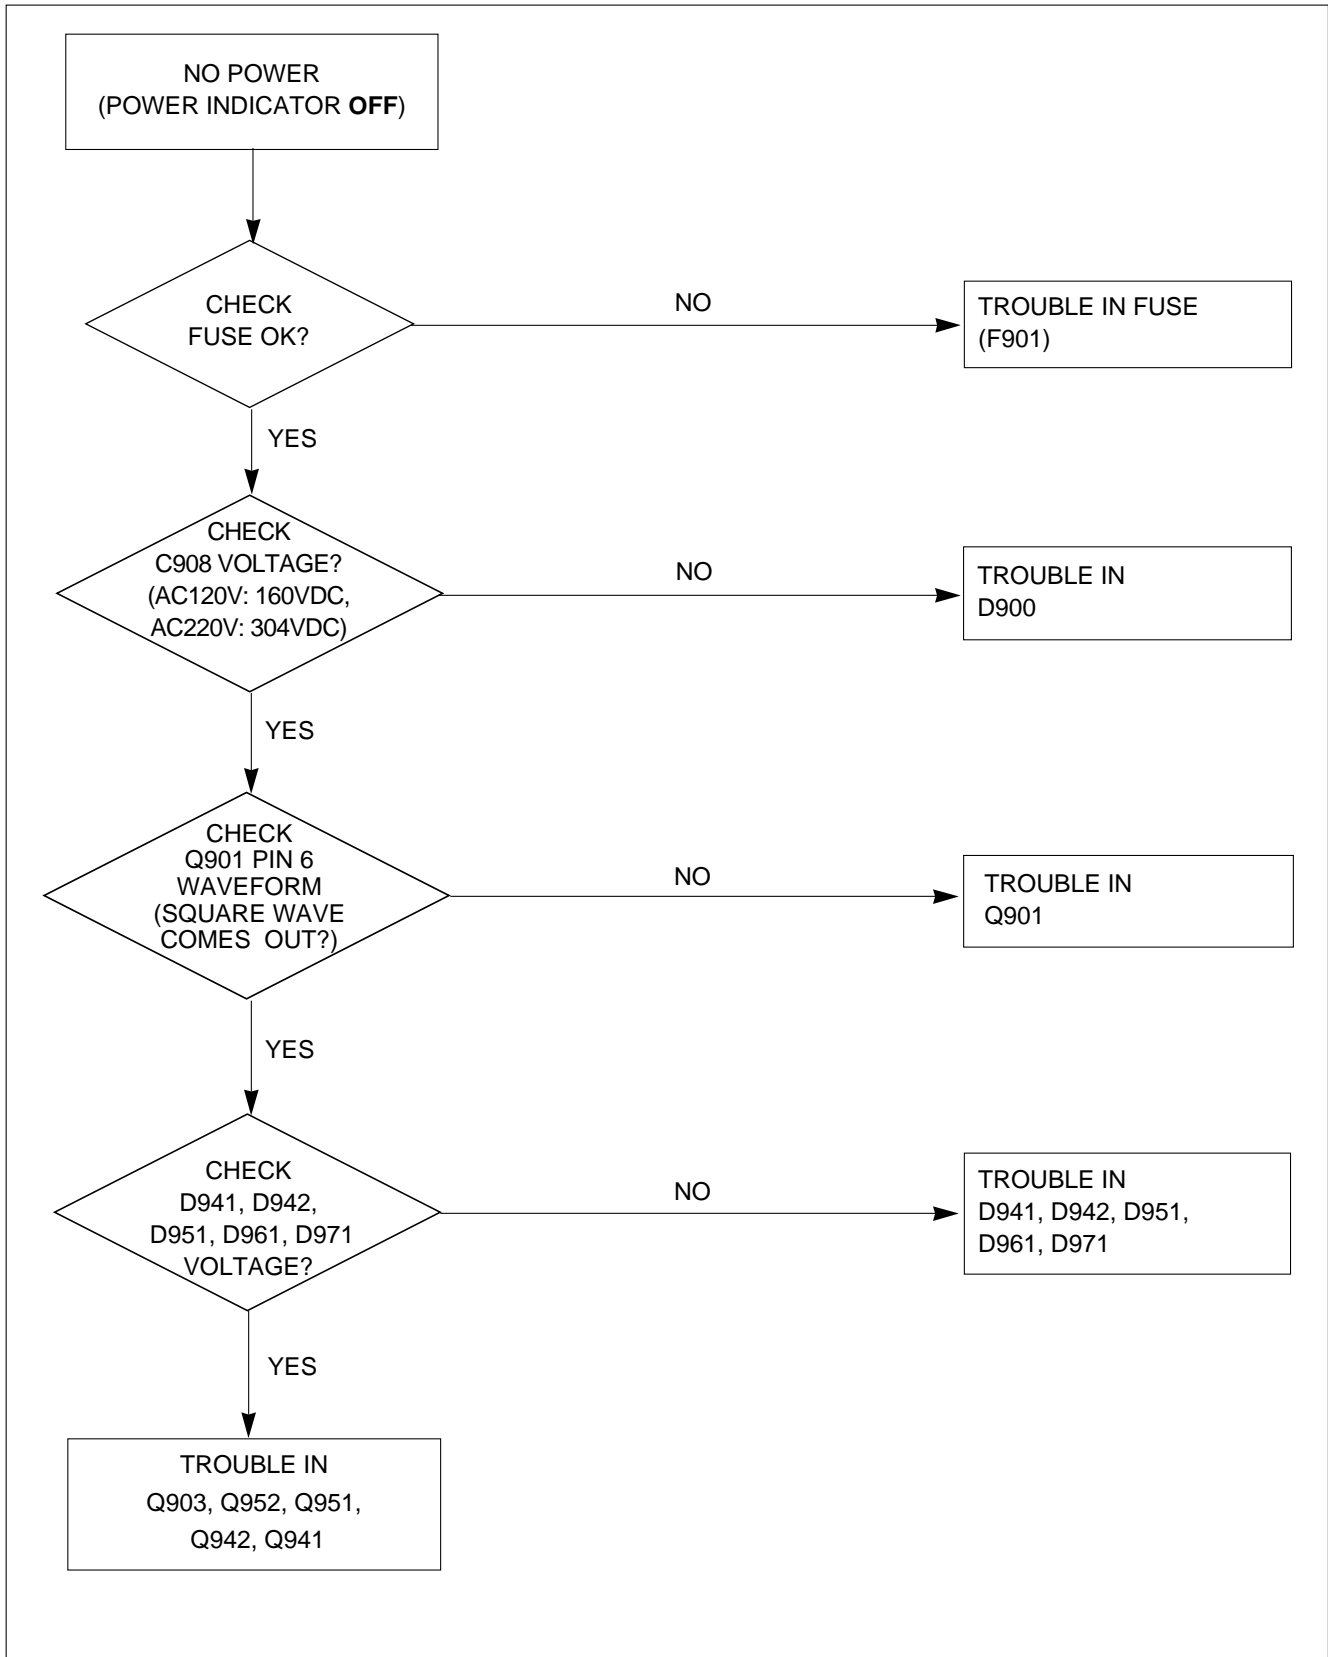 NO POWER
(POWER INDICATOR OFF)
CHECK
FUSE OK?
NO
TROUBLE IN FUSE
(F901)
YES
CHECK
C908 VOLTAGE?
(AC120V: 160VDC,
AC220V: 304VDC)
NO
TROUBLE IN
D900
YES
CHECK
Q901 PIN 6
WAVEFORM
(SQUARE WAVE
COMES OUT?)
NO
TROUBLE IN
Q901
YES
CHECK
D941, D942,
D951, D961, D971
VOLTAGE?
NO
TROUBLE IN
D941, D942, D951,
D961, D971
YES
TROUBLE IN
Q903, Q952, Q951,
Q942, Q941